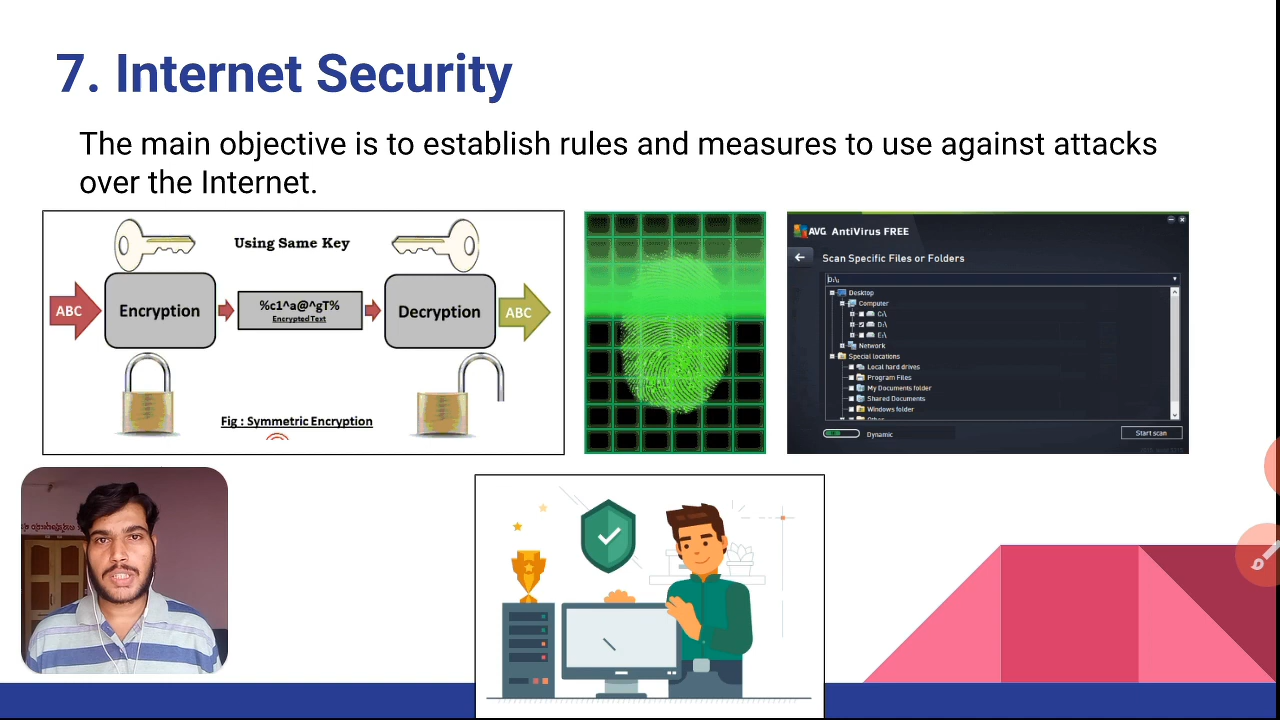 7. Internet Security
The main objective is to establish rules and measures to use against attacks
over the Internet.
Using Same Key
ABC
Encryption
%c1^a@^gT%
Encrypted Text
Decryption
ABC
Fig : Symmetric Encryption
AVG AntiVirus FREE
Scan Specific Files or Folders
Desktop
Computer
C:\
D:\
E:\
Network
Special locations
Local hard drives
Program Files
My Documents folder
Shared Documents
Windows folder
Dynamic
Start scan